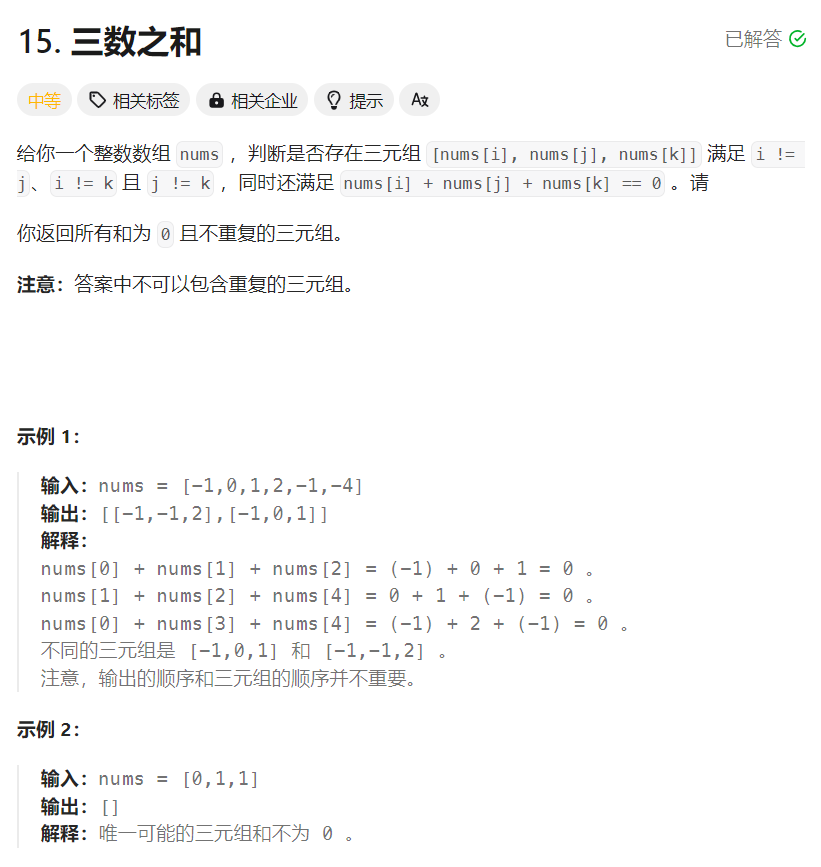 15. 三数之和
已解答
中等 相关标签 相关企业 提示
给你一个整数数组 nums ，判断是否存在三元组 [nums[i], nums[j], nums[k]] 满足 i !=
j、i != k 且 j != k ，同时还满足 nums[i] + nums[j] + nums[k] == 0 。请
你返回所有和为 0 且不重复的三元组。
注意：答案中不可以包含重复的三元组。
示例 1：
输入：nums = [-1,0,1,2,-1,-4]
输出：[[-1,-1,2],[-1,0,1]]
解释：
nums[0] + nums[1] + nums[2] = (-1) + 0 + 1 = 0 。
nums[1] + nums[2] + nums[4] = 0 + 1 + (-1) = 0 。
nums[0] + nums[3] + nums[4] = (-1) + 2 + (-1) = 0 。
不同的三元组是 [-1,0,1] 和 [-1,-1,2] 。
注意，输出的顺序和三元组的顺序并不重要。
示例 2：
输入：nums = [0,1,1]
输出：[]
解释：唯一可能的三元组和不为 0 。